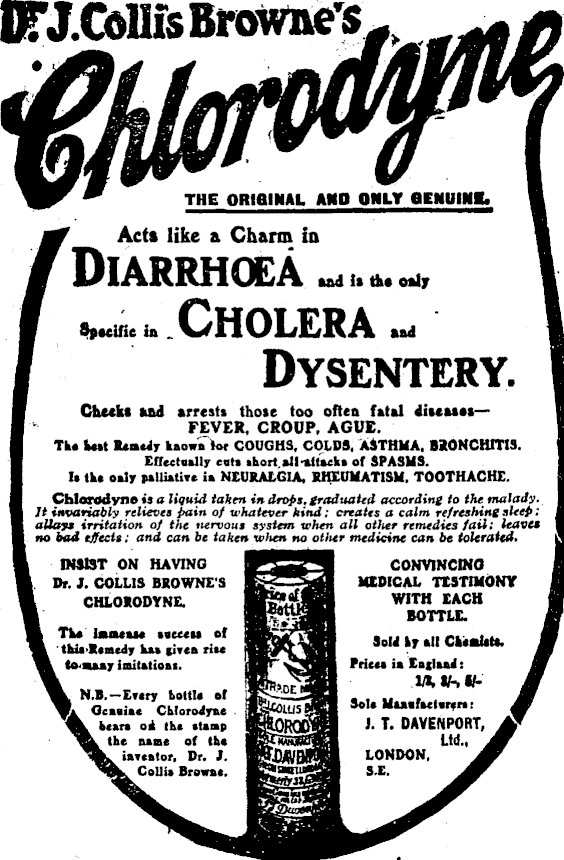 Dr. J. Collis Browne's
Chlorodyne
THE ORIGINAL AND ONLY GENUINE.
Acts like a Charm in
DIARRHŒA and is the only
Specific in CHOLERA and
DYSENTERY.
Checks and arrests those too often fatal diseases—
FEVER, CROUP, AGUE.
The best Remedy known for COUGHS, COLDS, ASTHMA, BRONCHITIS.
Effectually cuts short all attacks of SPASMS.
Is the only palliative in NEURALGIA, RHEUMATISM, TOOTHACHE.
Chlorodyne is a liquid taken in drops, graduated according to the malady.
It invariably relieves pain of whatever kind; creates a calm refreshing sleep;
allays irritation of the nervous system when all other remedies fail; leaves
no bad effects; and can be taken when no other medicine can be tolerated.
INSIST ON HAVING
Dr. J. COLLIS BROWNE'S
CHLORODYNE.
The immense success of
this Remedy has given rise
to many imitations.
N.B.—Every bottle of
Genuine Chlorodyne
bears on the stamp
the name of the
inventor, Dr. J.
Collis Browne.
Bottle
TRADE
COLLIS
CHLORODYNE
DAVENPORT
CONVINCING
MEDICAL TESTIMONY
WITH EACH
BOTTLE.
Sold by all Chemists.
Prices in England:
Sole Manufacturers:
J. T. DAVENPORT,
Ltd.,
LONDON,
S.E.